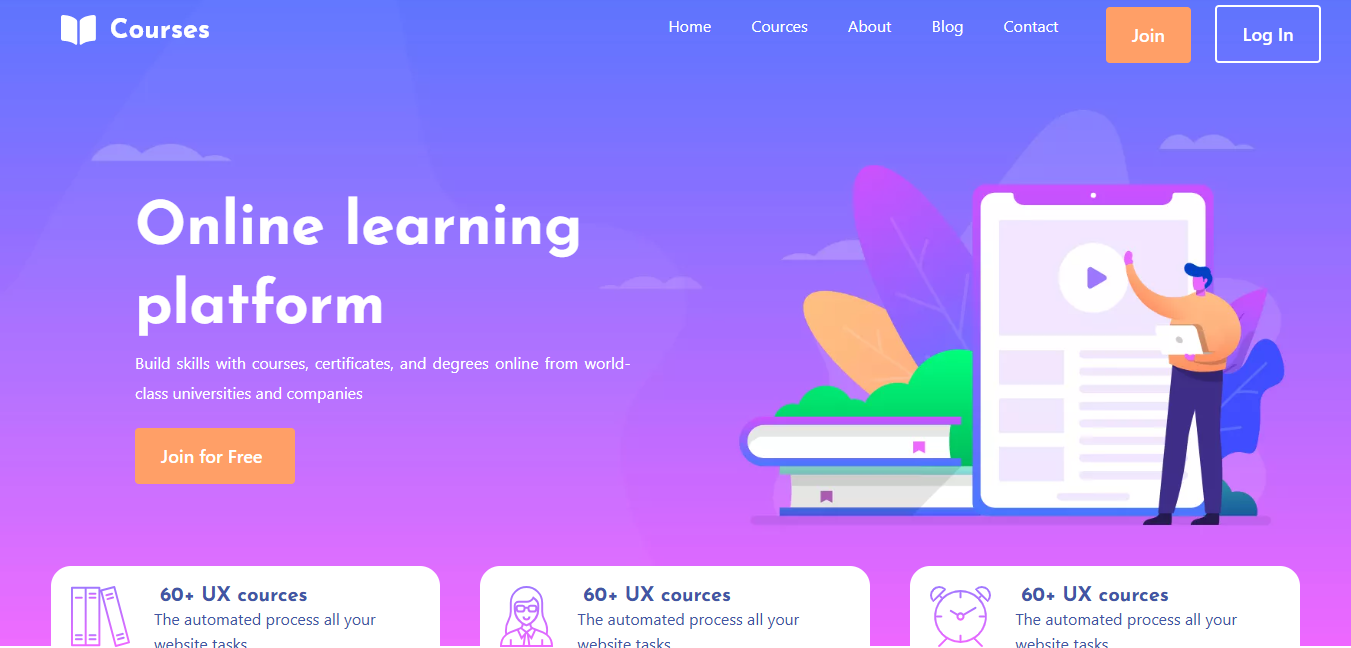 Courses
Home Cources About Blog Contact Join Log In
Online learning
platform
Build skills with courses, certificates, and degrees online from world-
class universities and companies
Join for Free
60+ UX cources
The automated process all your
website tasks
60+ UX cources
The automated process all your
website tasks
60+ UX cources
The automated process all your
website tasks